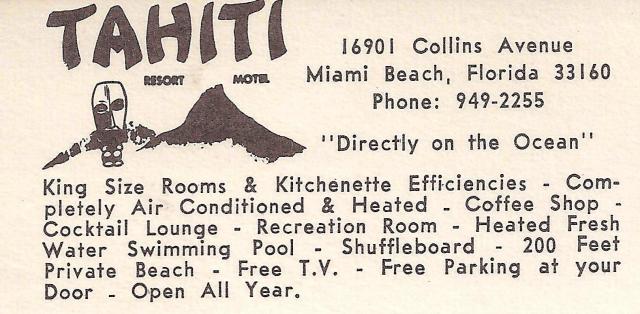 TAHITI
RESORT MOTEL
16901 Collins Avenue
Miami Beach, Florida 33160
Phone: 949-2255
"Directly on the Ocean"
King Size Rooms & Kitchenette Efficiencies - Com-
pletely Air Conditioned & Heated - Coffee Shop -
Cocktail Lounge - Recreation Room - Heated Fresh
Water Swimming Pool - Shuffleboard - 200 Feet
Private Beach - Free T.V. - Free Parking at your
Door - Open All Year.